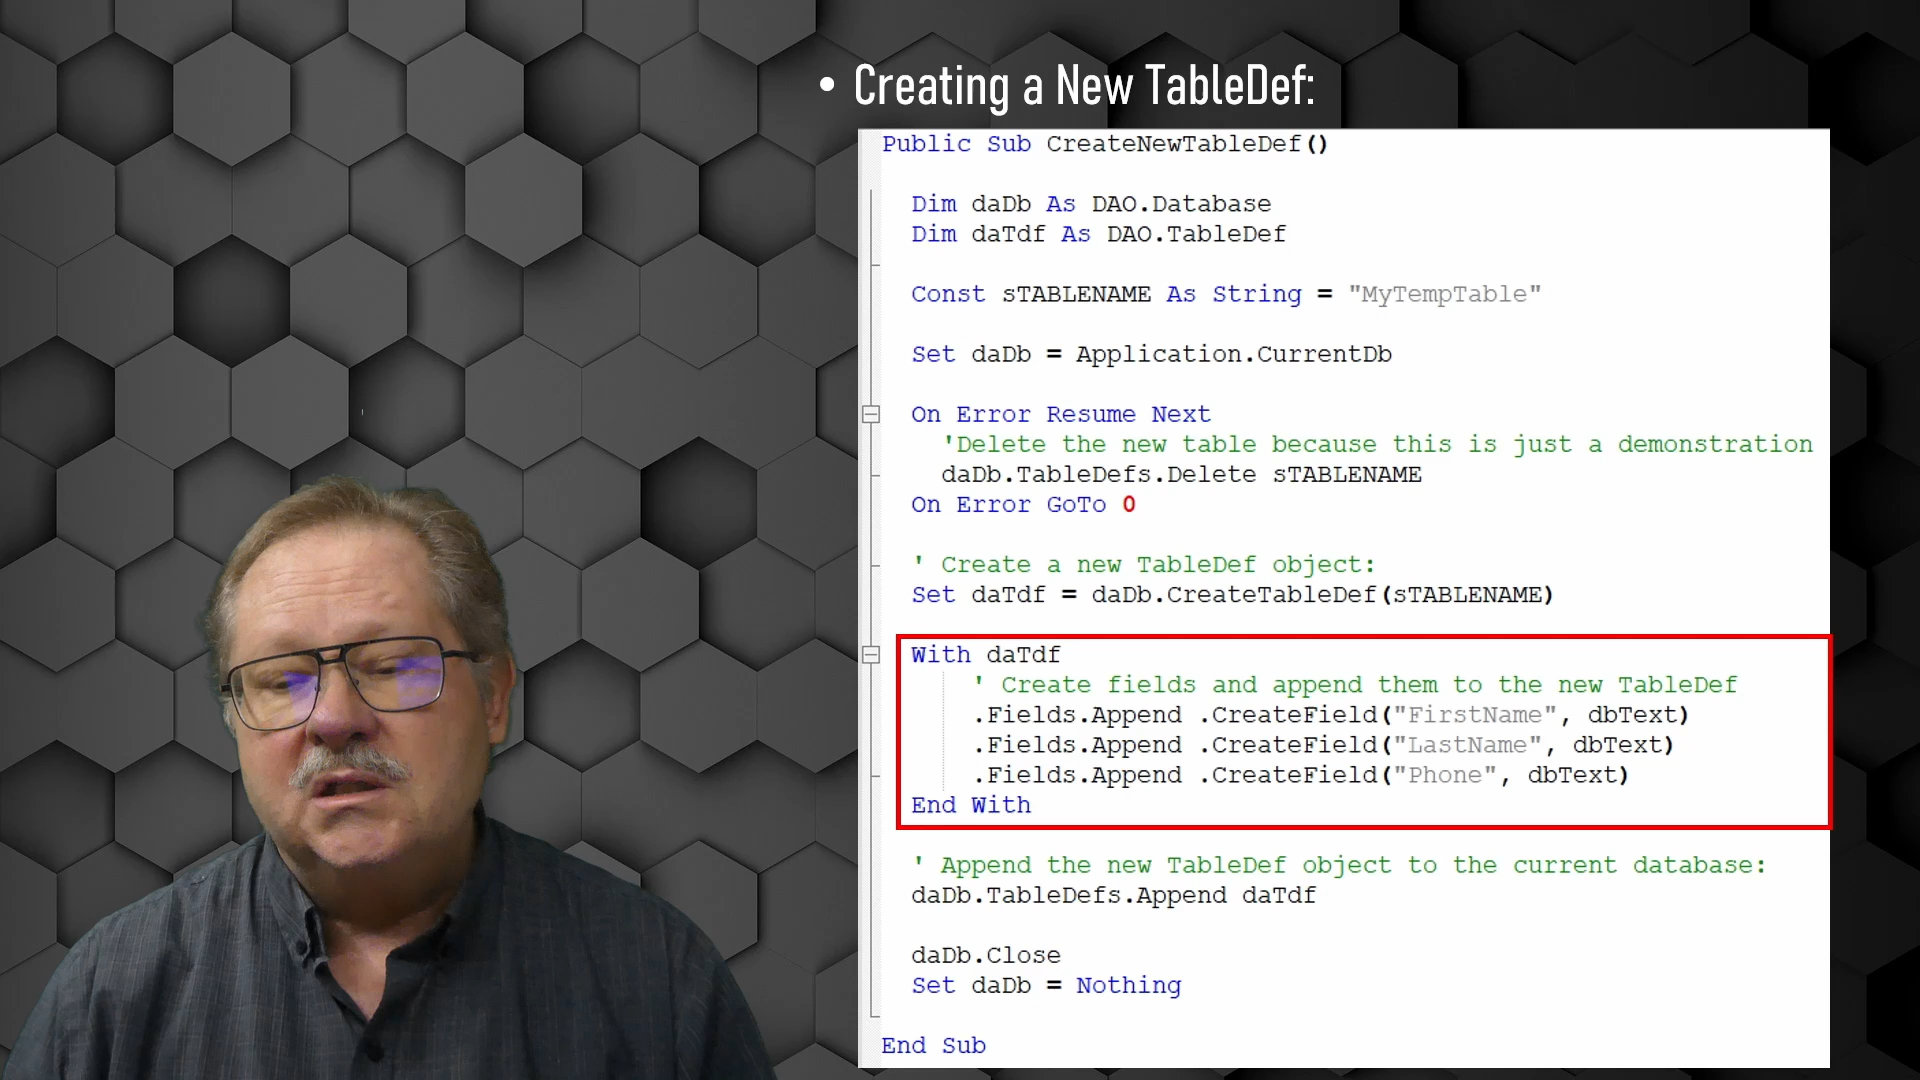 • Creating a New TableDef:
Public Sub CreateNewTableDef()
Dim daDb As DAO.Database
Dim daTdf As DAO.TableDef
Const sTABLENAME As String = "MyTempTable"
Set daDb = Application.CurrentDb
On Error Resume Next
'Delete the new table because this is just a demonstration
daDb.TableDefs.Delete sTABLENAME
On Error GoTo 0
' Create a new TableDef object:
Set daTdf = daDb.CreateTableDef(sTABLENAME)
With daTdf
' Create fields and append them to the new TableDef
.Fields.Append .CreateField("FirstName", dbText)
.Fields.Append .CreateField("LastName", dbText)
.Fields.Append .CreateField("Phone", dbText)
End With
' Append the new TableDef object to the current database:
daDb.TableDefs.Append daTdf
daDb.Close
Set daDb = Nothing
End Sub